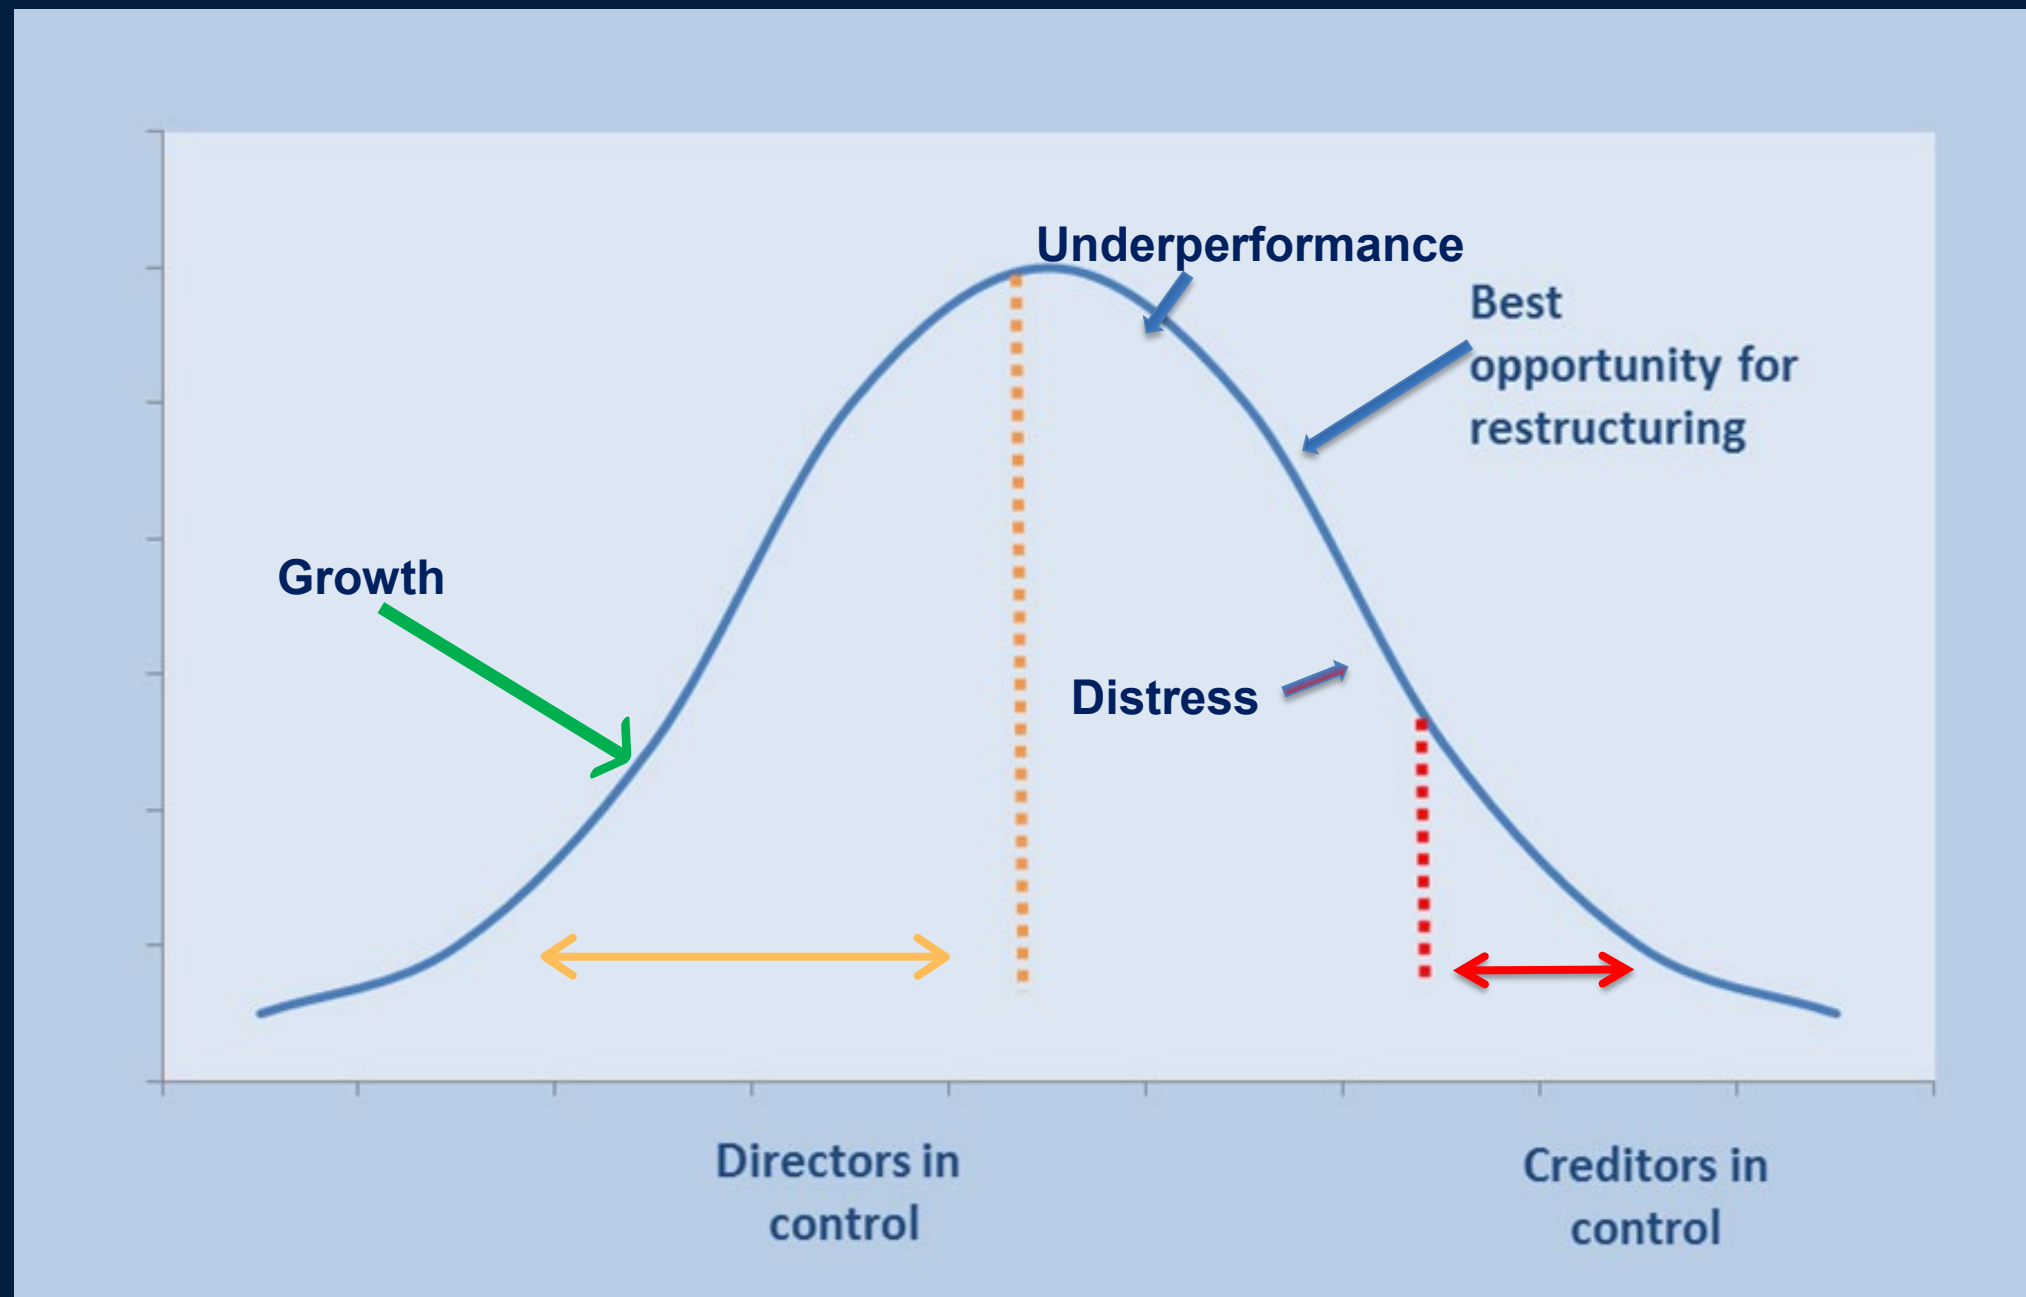 Underperformance
Best
opportunity for
restructuring
Growth
Distress
Directors in
control
Creditors in
control